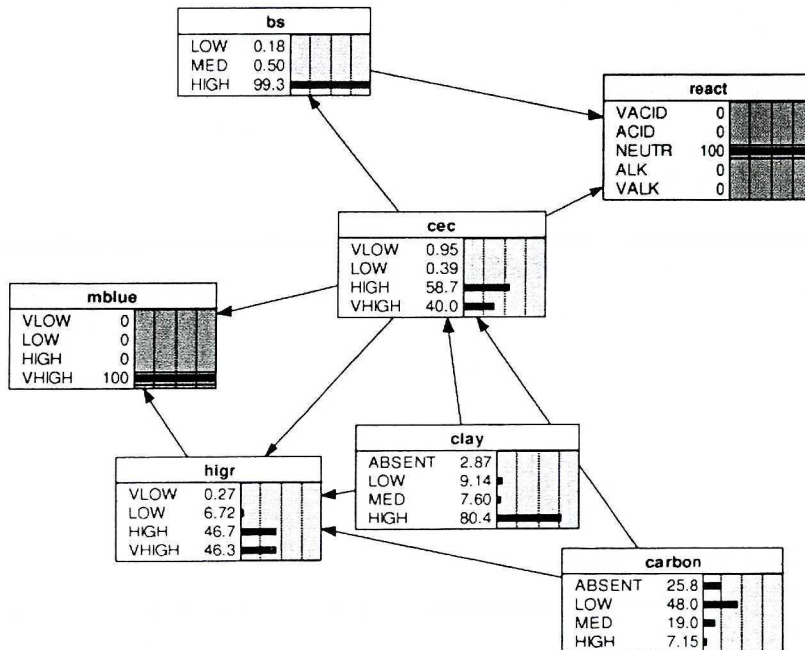 bs
LOW 0.18
MED 0.50
HIGH 99.3
react
VACID 0
ACID 0
NEUTR 100
ALK 0
VALK 0
cec
VLOW 0.95
LOW 0.39
HIGH 58.7
VHIGH 40.0
mblue
VLOW 0
LOW 0
HIGH 0
VHIGH 100
clay
ABSENT 2.87
LOW 9.14
MED 7.60
HIGH 80.4
higr
VLOW 0.27
LOW 6.72
HIGH 46.7
VHIGH 46.3
carbon
ABSENT 25.8
LOW 48.0
MED 19.0
HIGH 7.15